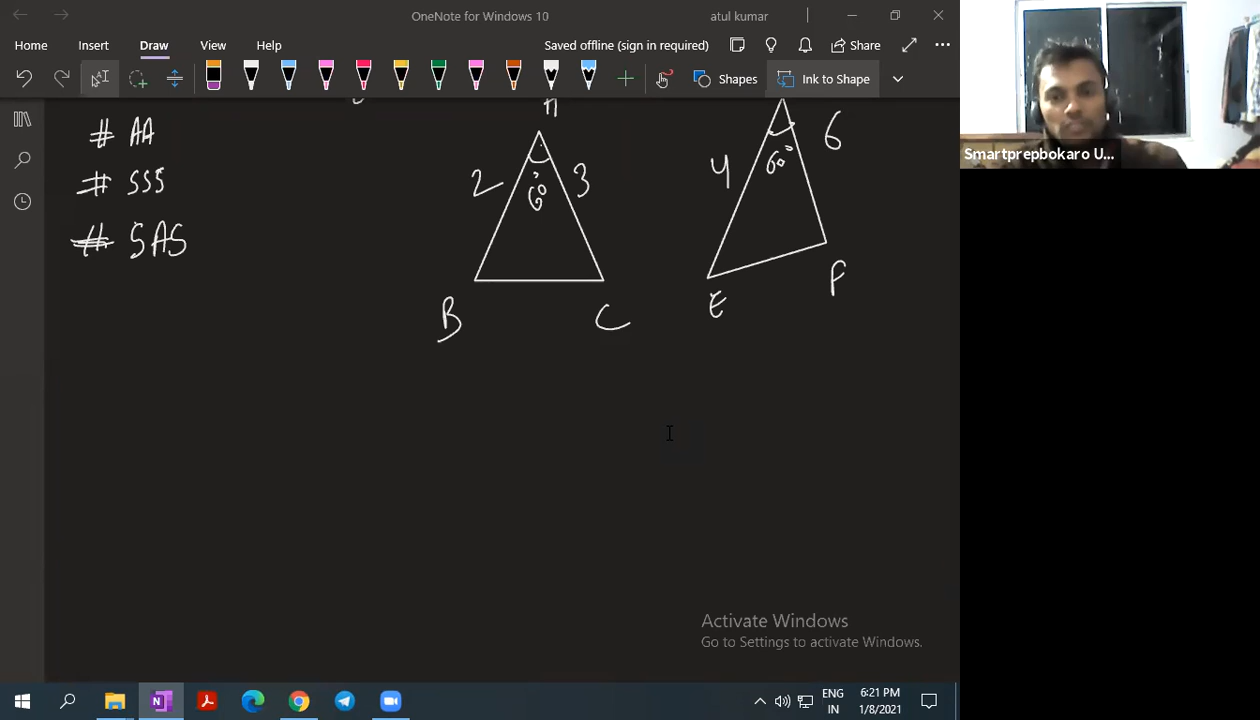 OneNote for Windows 10
atul kumar
Home Insert Draw View Help
Saved offline (sign in required)
Share
Shapes
Ink to Shape
# AA
# SSS
# SAS
A
2 3
60°
B C
4 6
60°
E F
Smartprepbokaro U...
Activate Windows
Go to Settings to activate Windows.
ENG
IN
6:21 PM
1/8/2021